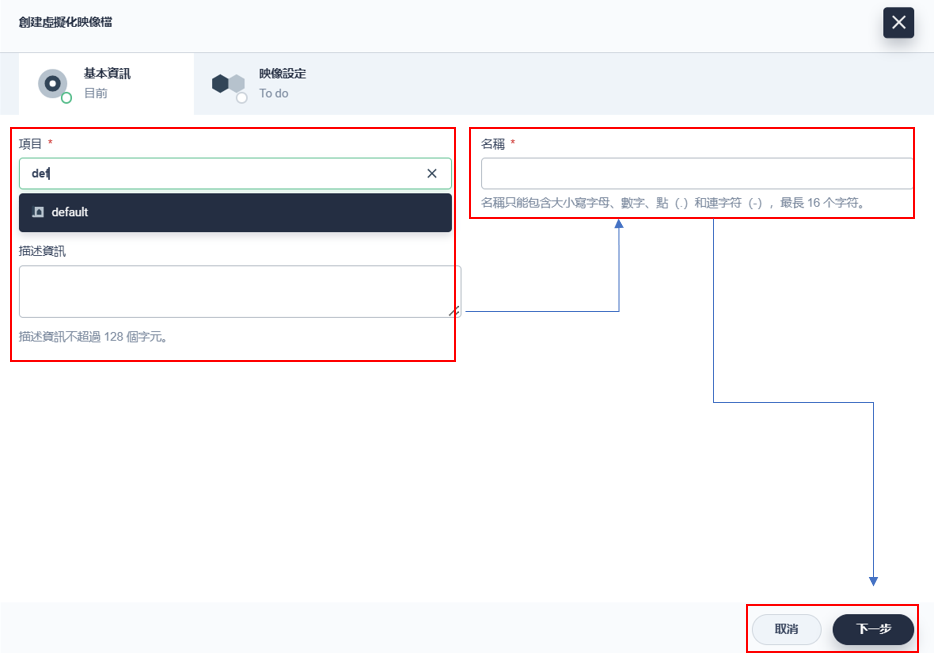 創建虛擬化映像檔
基本資訊
目前
映像設定
To do
項目 *
def
default
描述資訊
描述資訊不超過 128 個字元。
名稱 *
名稱只能包含大小寫字母、數字、點（.）和連字符（-），最長 16 个字符。
取消
下一步